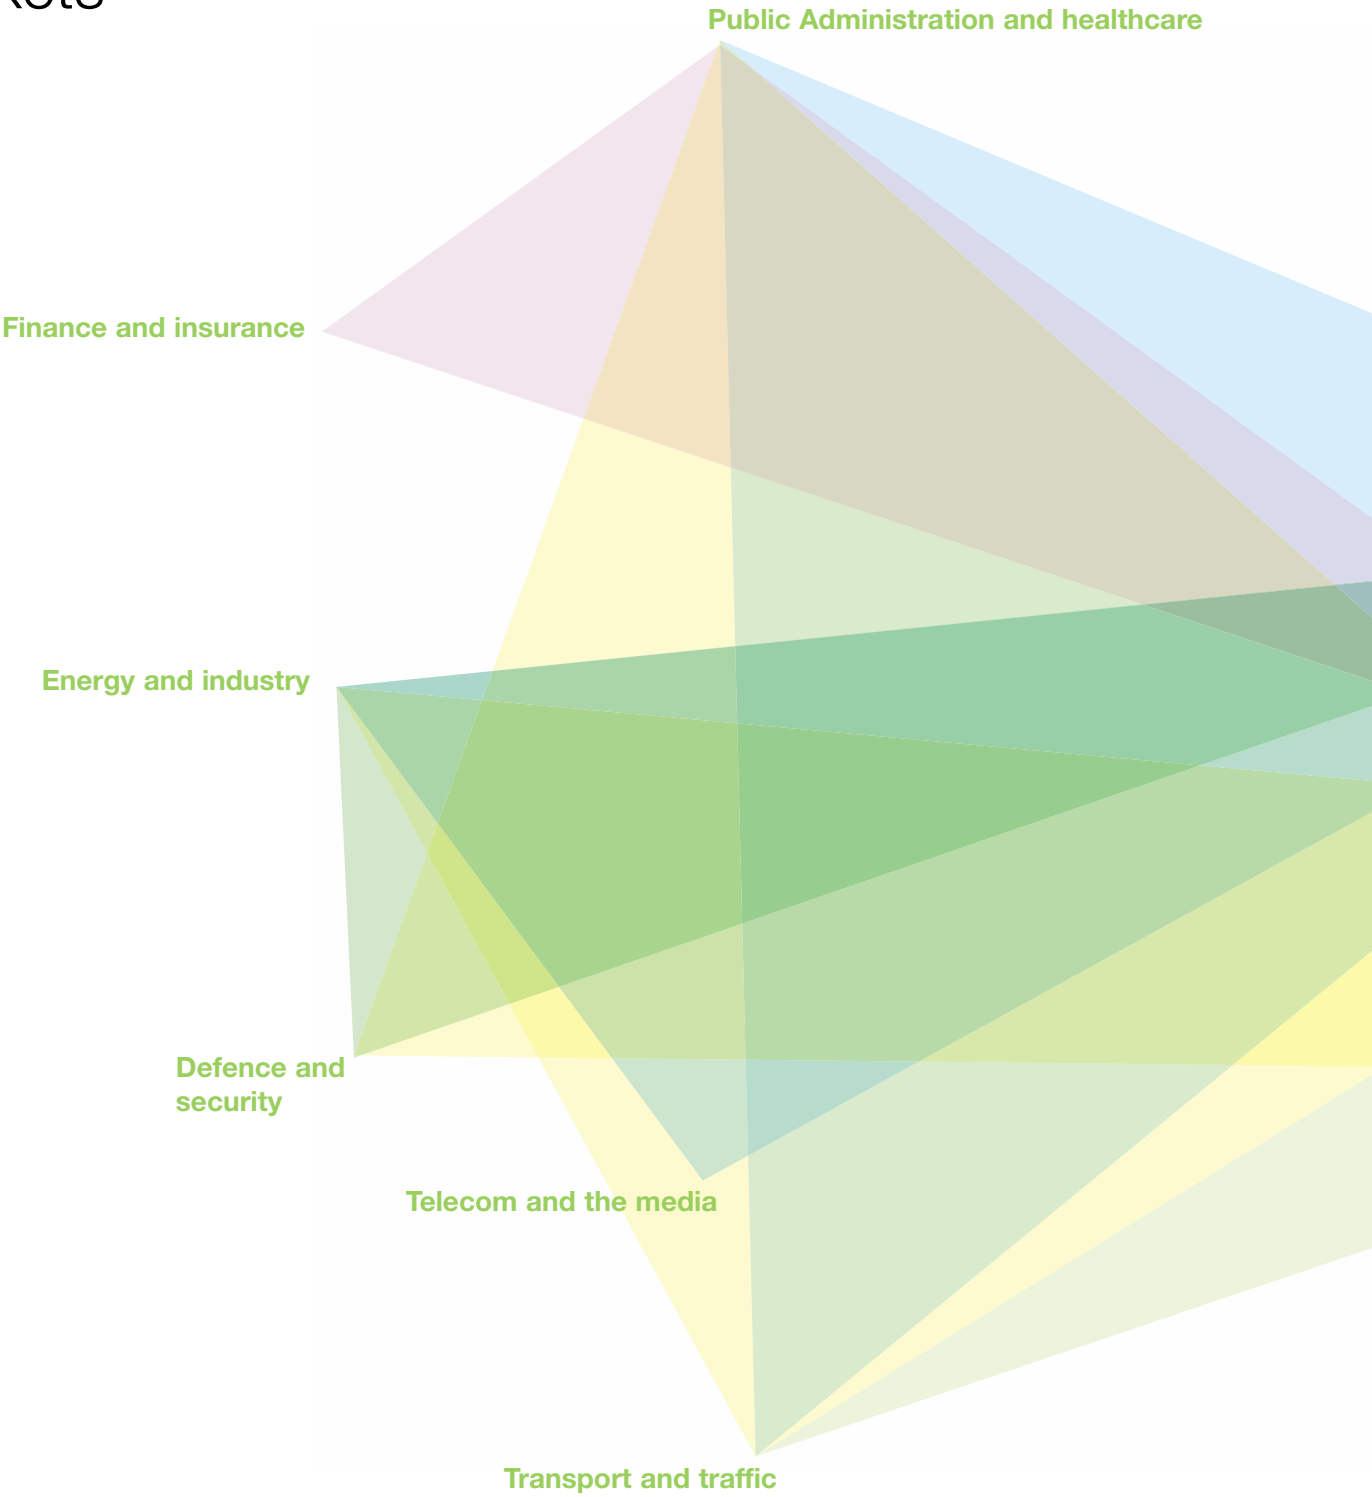 Public Administration and healthcare
Finance and insurance
Energy and industry
Defence and
security
Telecom and the media
Transport and traffic